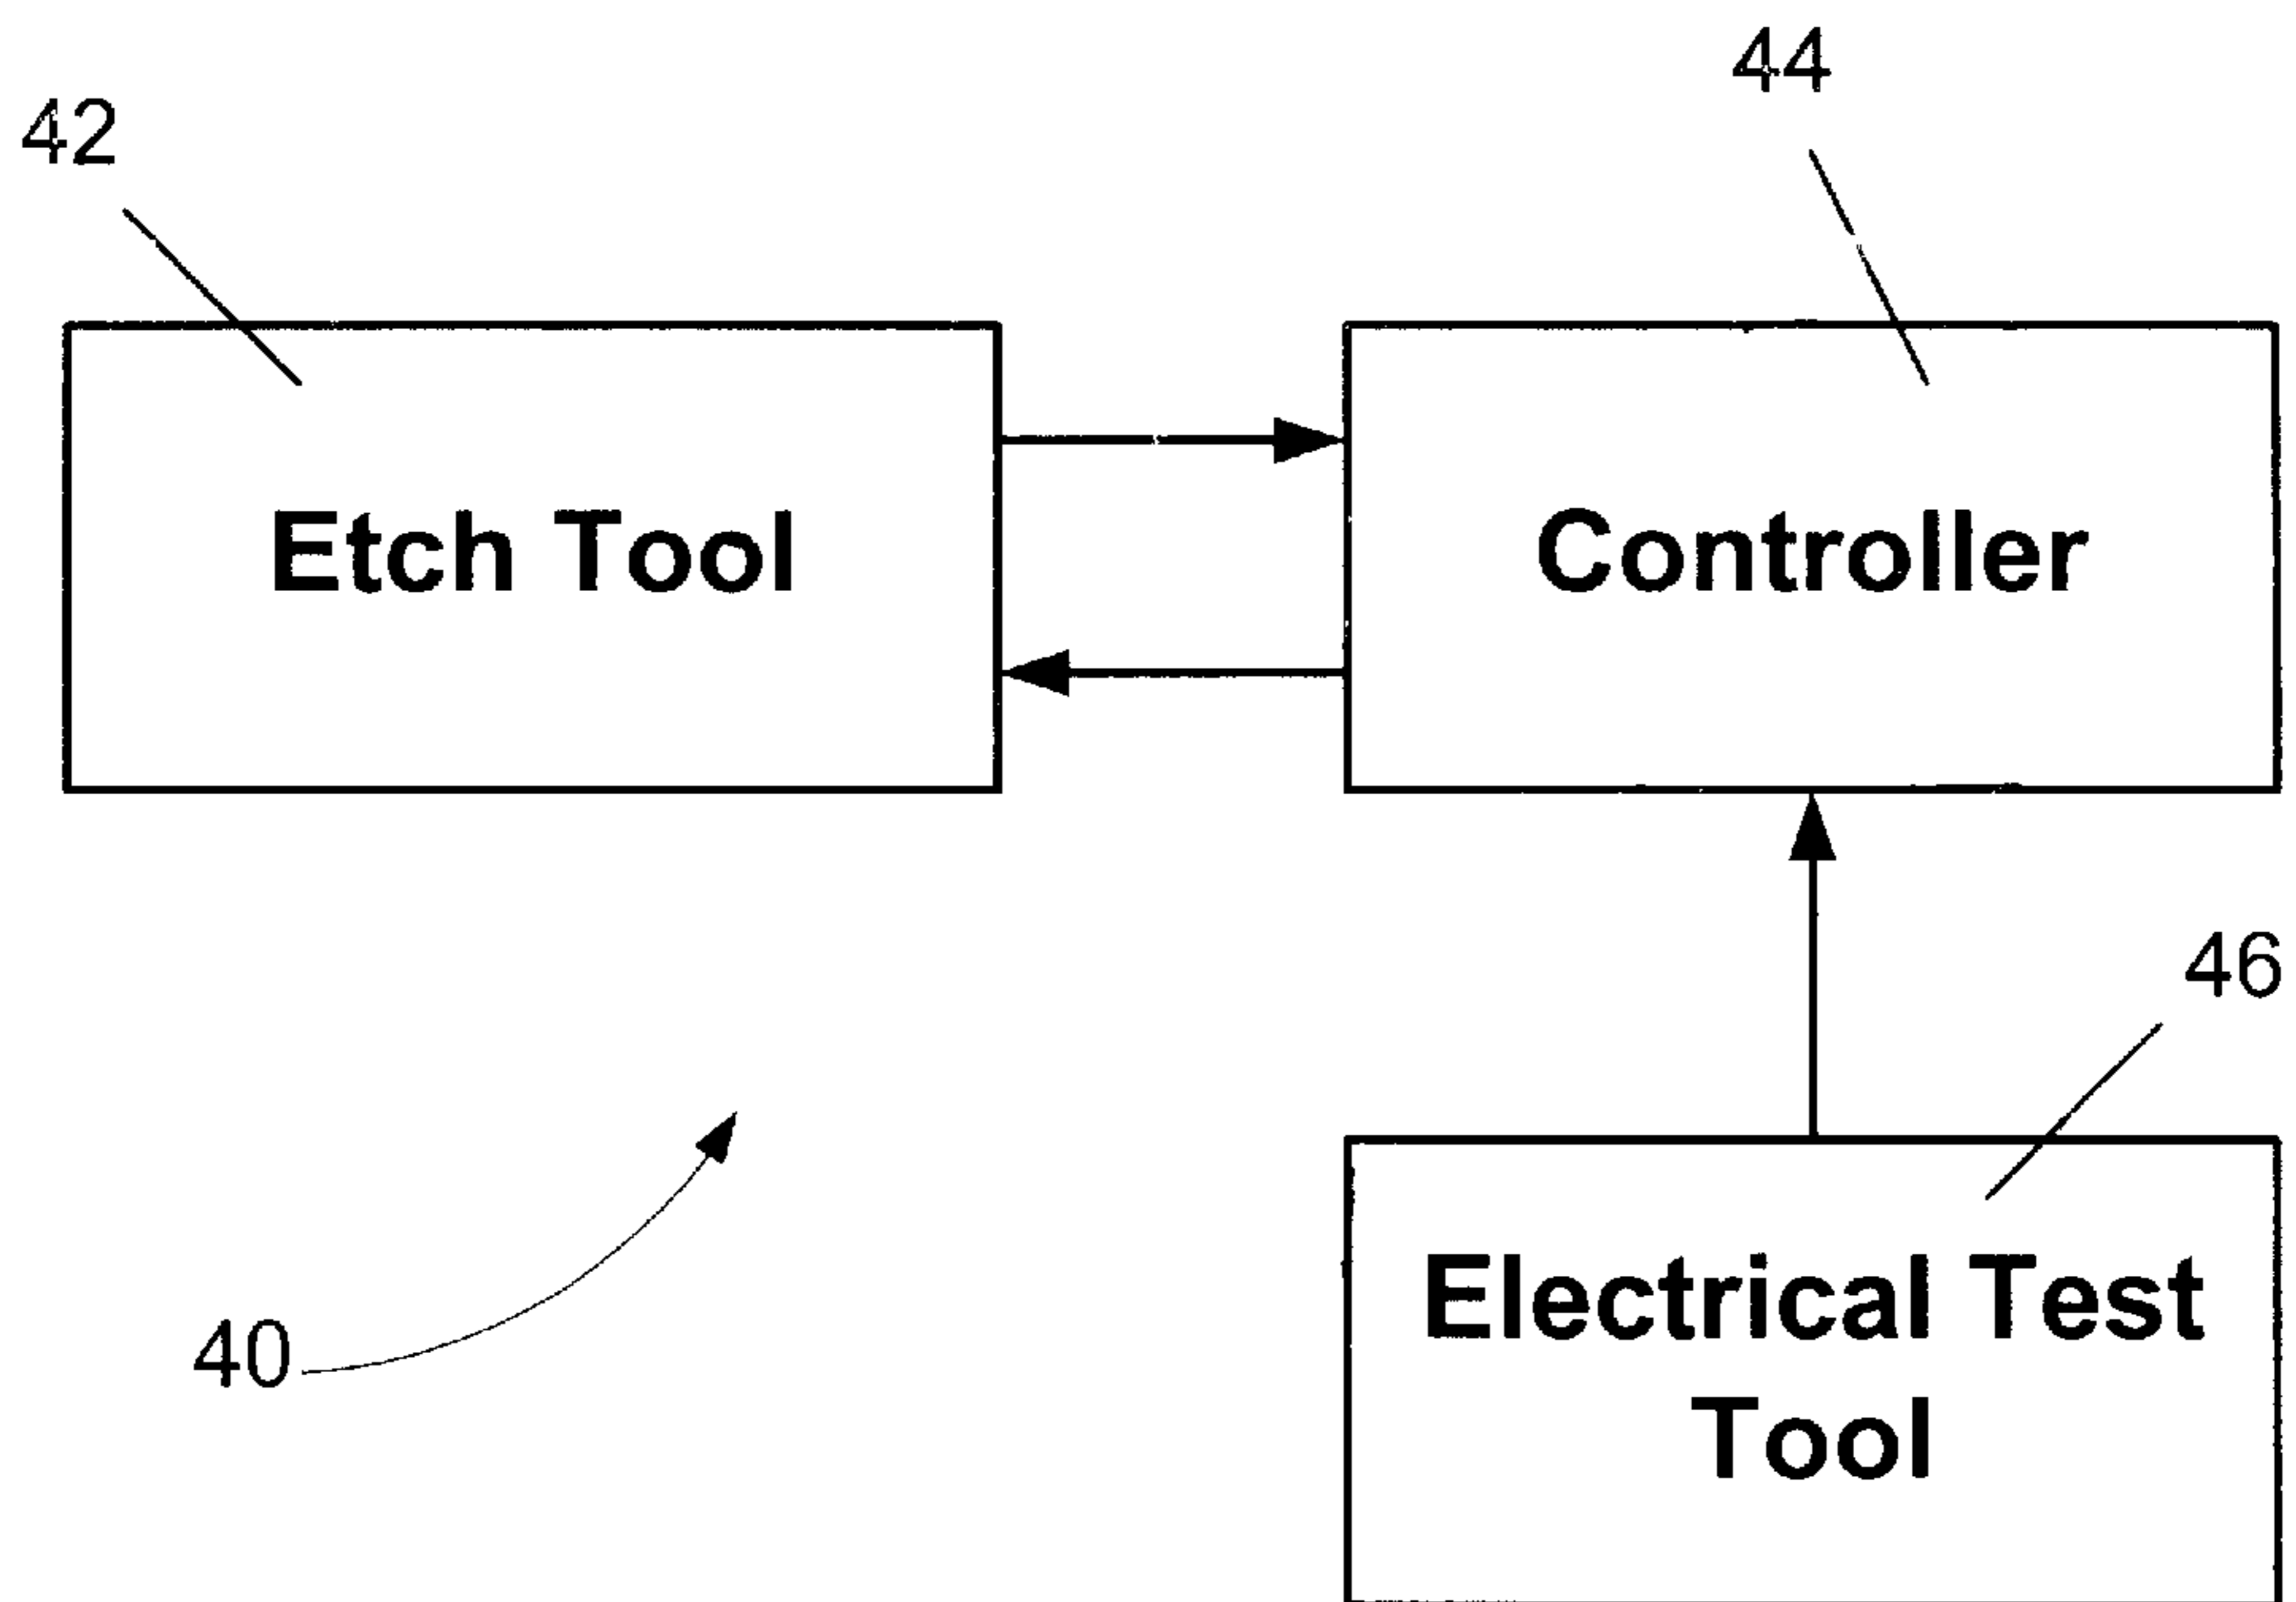 44
42
Etch Tool
Controller
46
Electrical Test
Tool
40